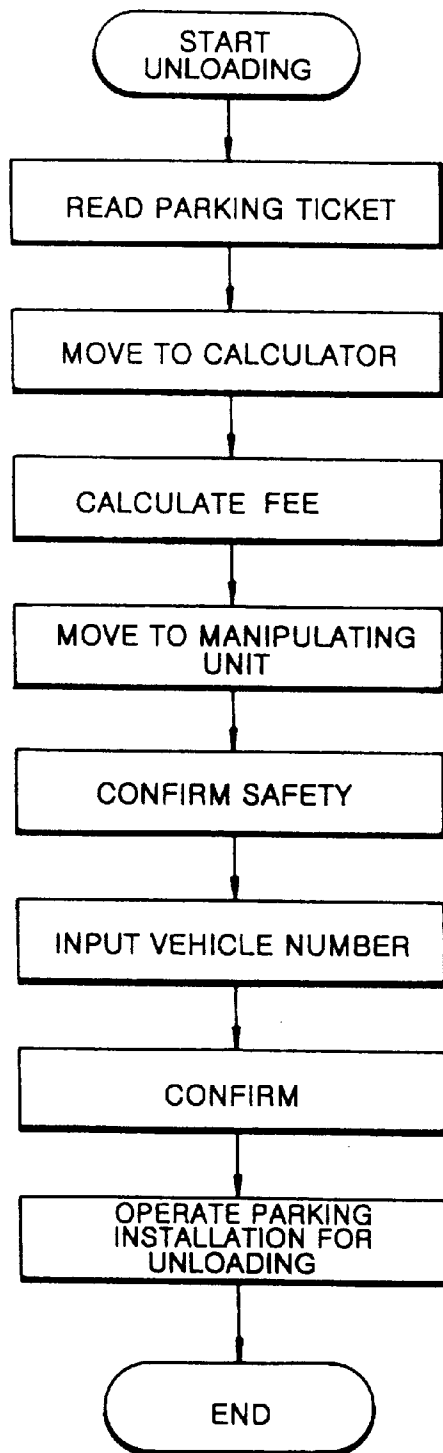 START
UNLOADING
READ PARKING TICKET
MOVE TO CALCULATOR
CALCULATE FEE
MOVE TO MANIPULATING
UNIT
CONFIRM SAFETY
INPUT VEHICLE NUMBER
CONFIRM
OPERATE PARKING
INSTALLATION FOR
UNLOADING
END